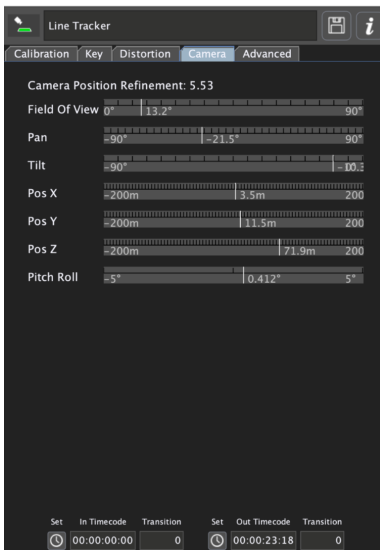 Line Tracker
Calibration Key Distortion Camera Advanced
Camera Position Refinement: 5.53
Field Of View 0° 13.2° 90°
Pan -90° -21.5° 90°
Tilt -90°
Pos X -200m 3.5m 200
Pos Y -200m 11.5m 200
Pos Z -200m 71.9m 200
Pitch Roll -5° 0.412° 5°
Set In Timecode Transition Set Out Timecode Transition
00:00:00:00 0 00:00:23:18 0